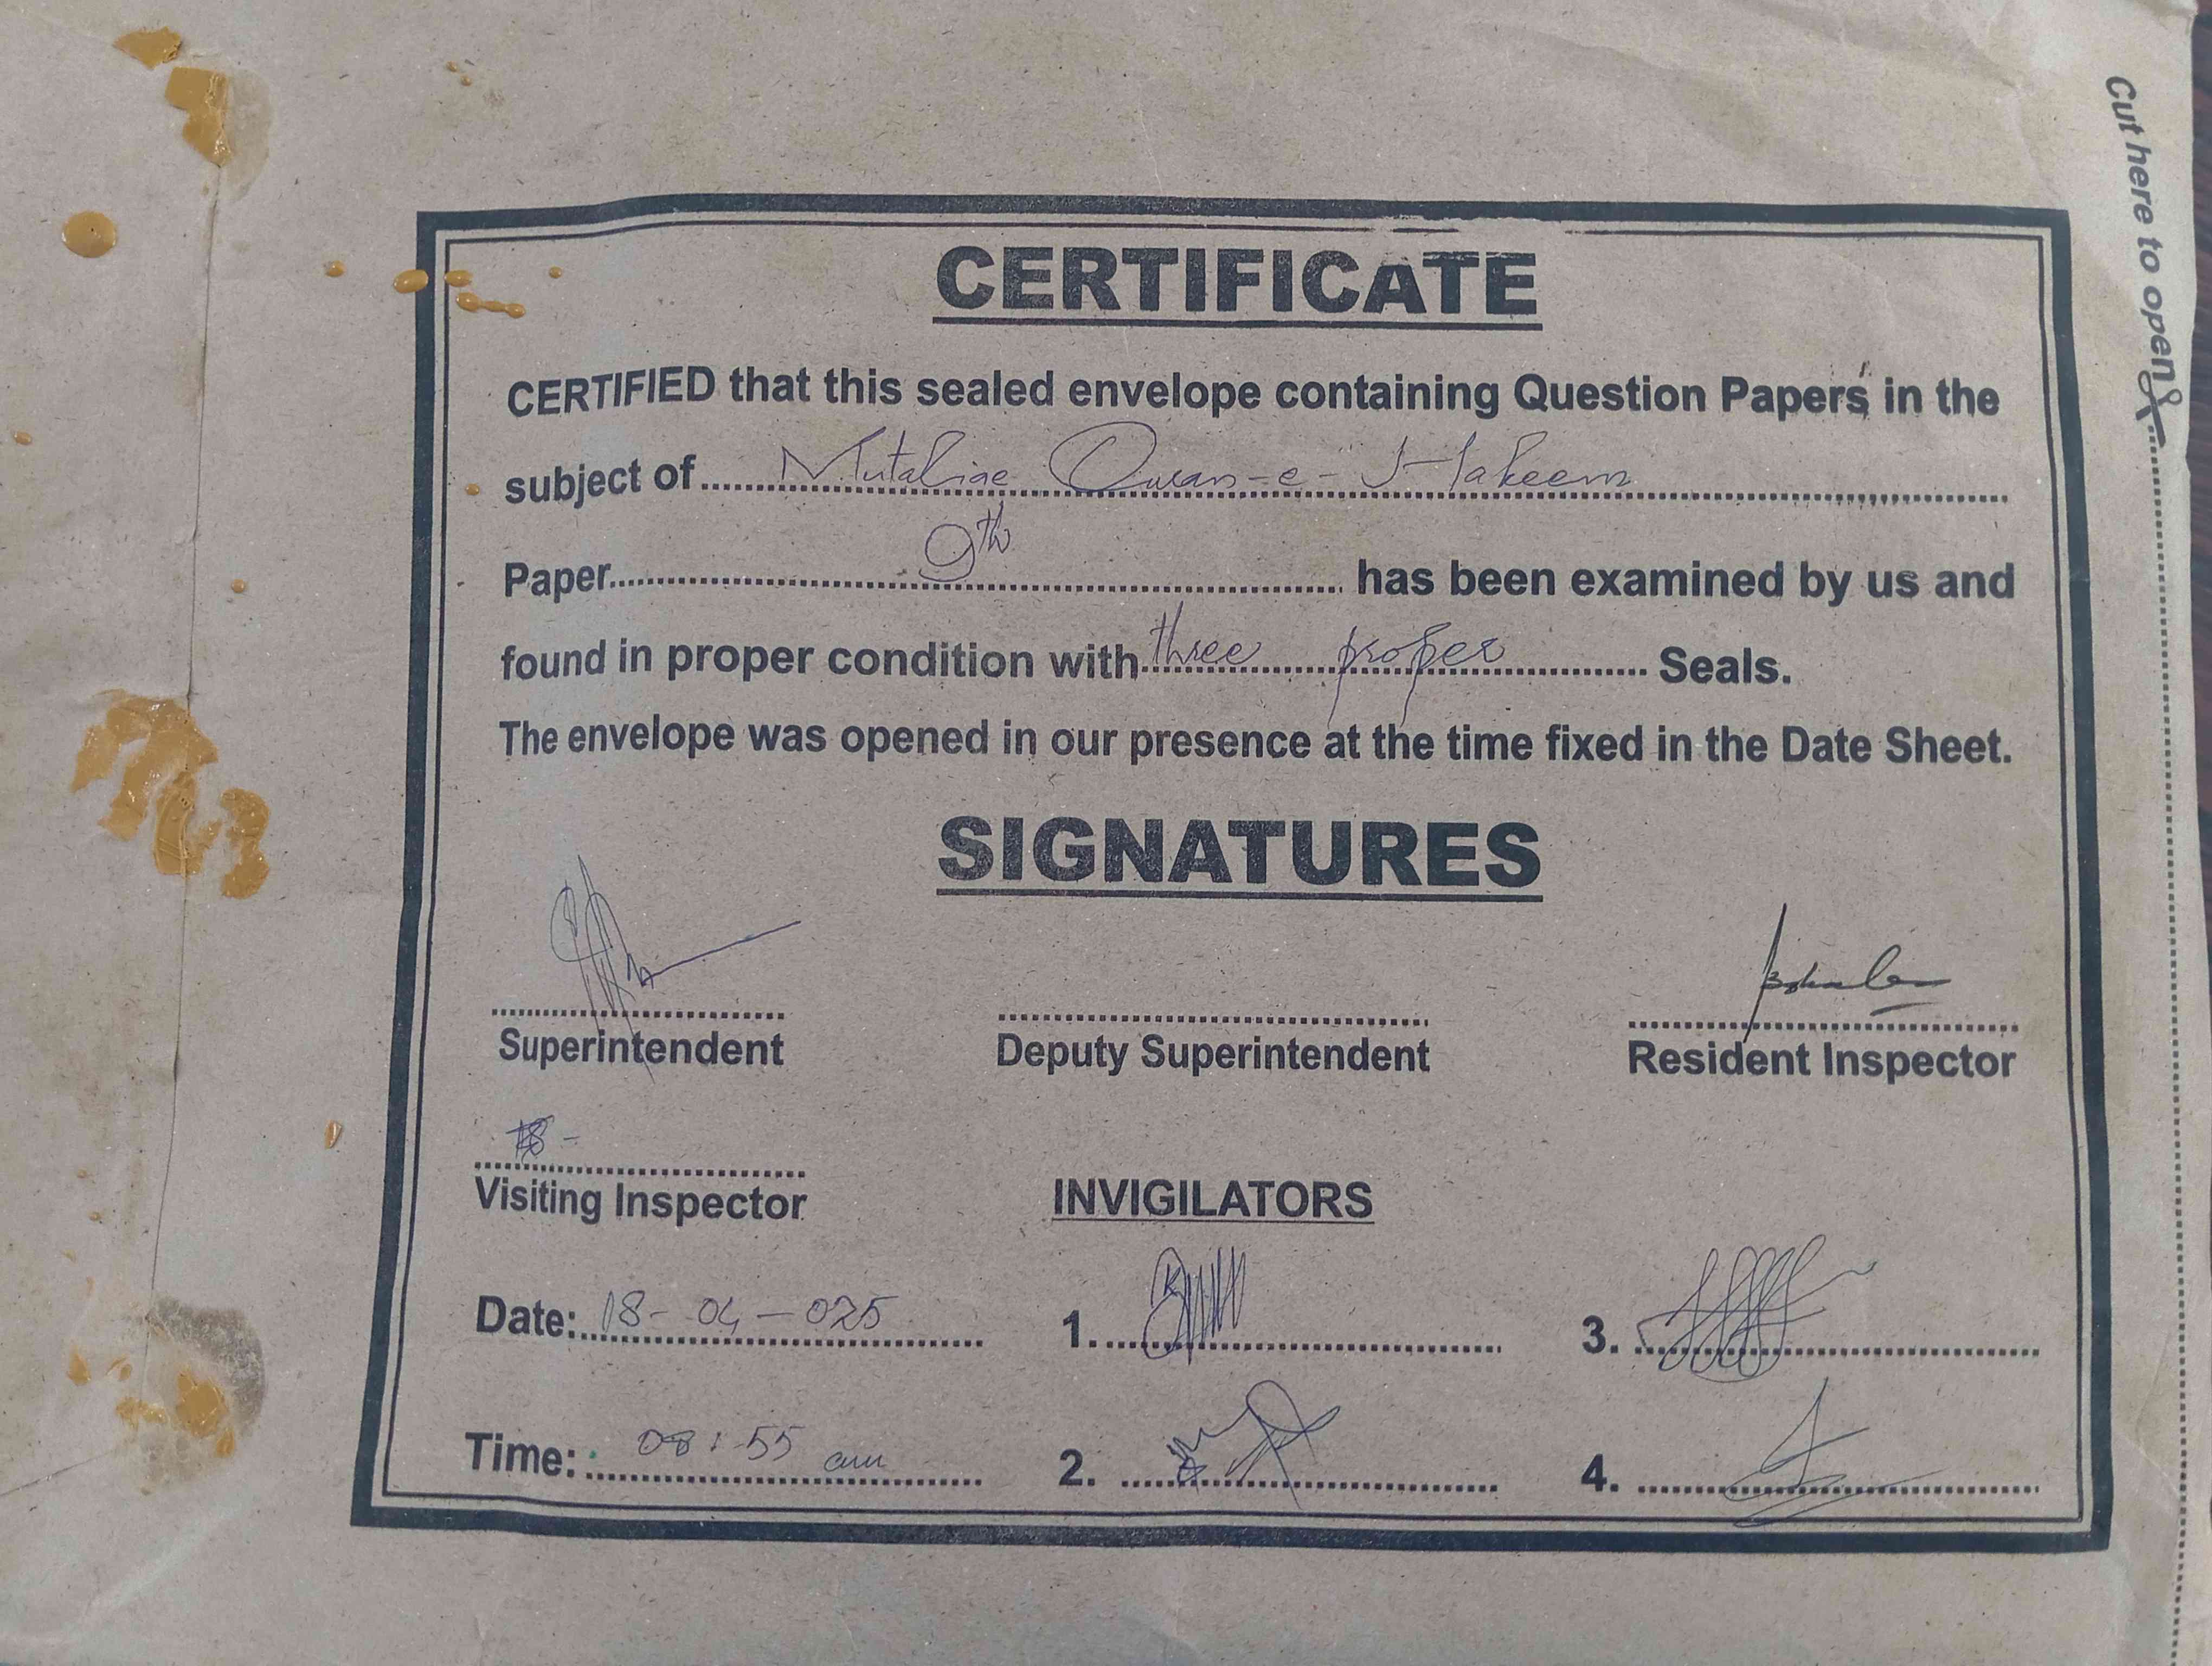 Cut here to open
CERTIFICATE
CERTIFIED that this sealed envelope containing Question Papers in the
subject of Mutaliae Quran-e-Hakeem
Paper 9th has been examined by us and
found in proper condition with three proper Seals.
The envelope was opened in our presence at the time fixed in the Date Sheet.
SIGNATURES
Superintendent Deputy Superintendent Resident Inspector
Visiting Inspector INVIGILATORS
Date: 18-04-025 1. 3.
Time: 08:55 am 2. 4.